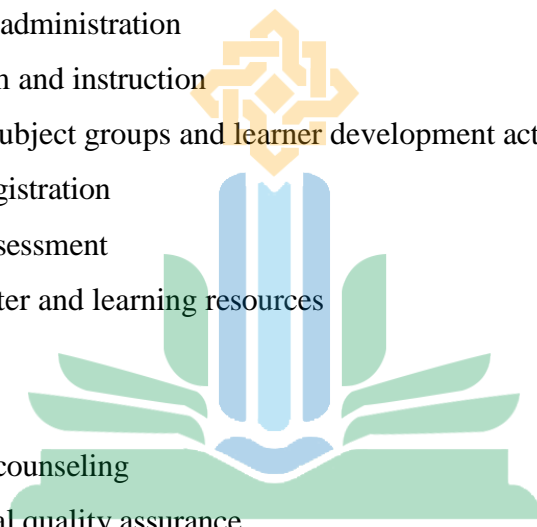 administration
n and instruction
ubject groups and learner development act
gistration
sessment
ter and learning resources
counseling
al quality assurance